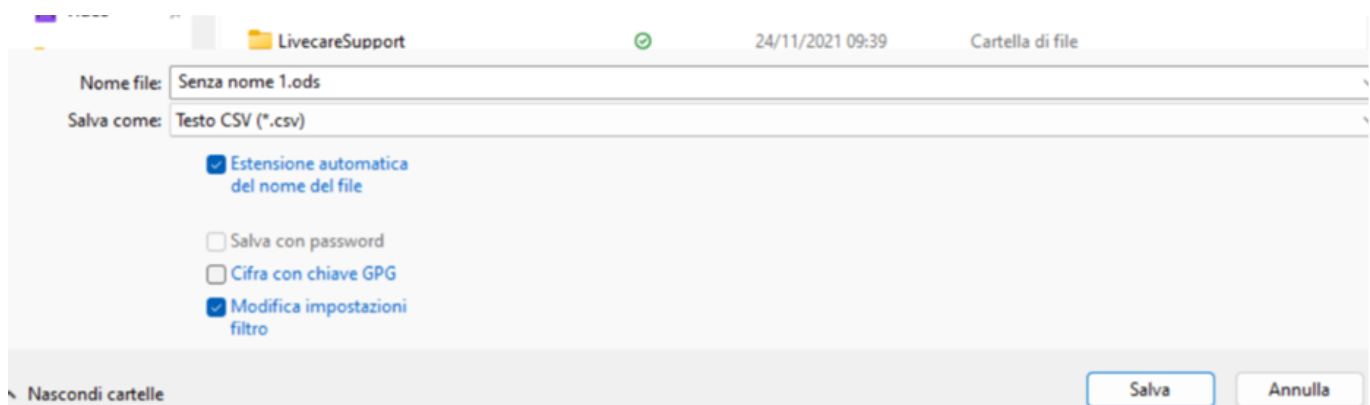 LivecareSupport 24/11/2021 09:39 Cartella di file
Nome file: Senza nome 1.ods
Salva come: Testo CSV (*.csv)
Estensione automatica
del nome del file
Salva con password
Cifra con chiave GPG
Modifica impostazioni
filtro
Nascondi cartelle Salva Annulla